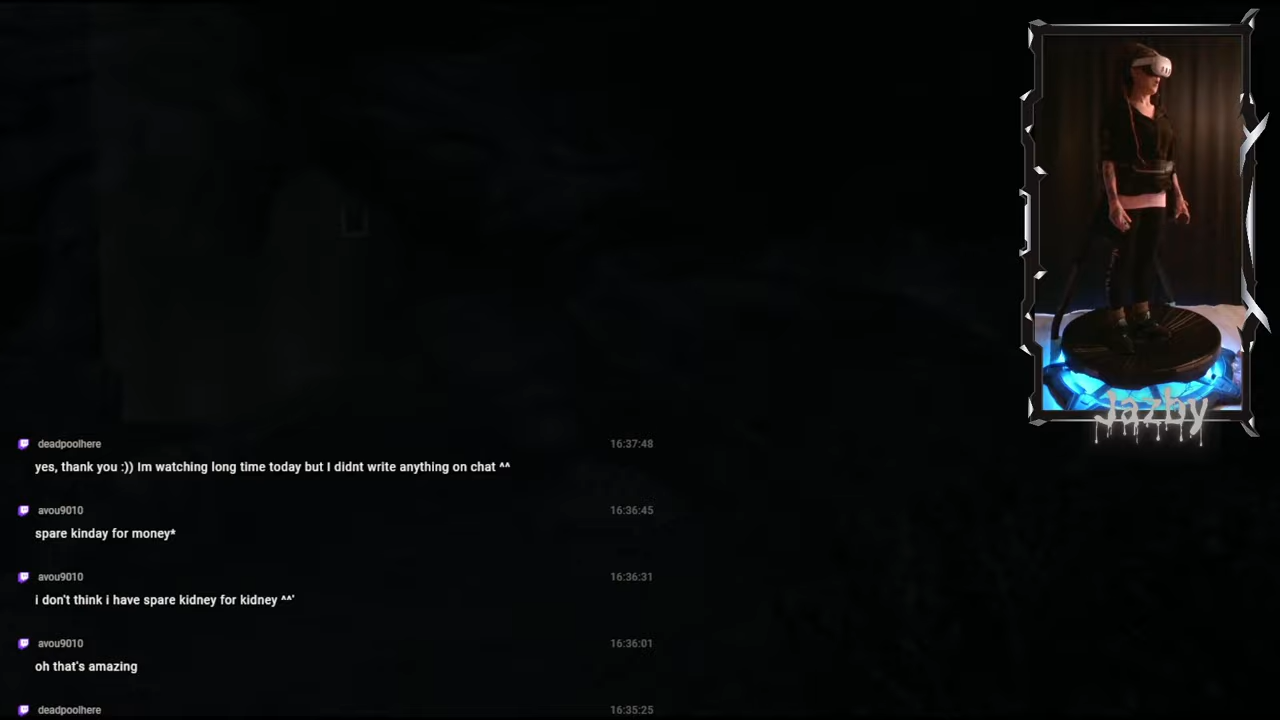 Jazhy
deadpoolhere 16:37:48
yes, thank you :)) Im watching long time today but I didnt write anything on chat ^^
avou9010 16:36:45
spare kinday for money*
avou9010 16:36:31
i don't think i have spare kidney for kidney ^^'
avou9010 16:36:01
oh that's amazing
deadpoolhere 16:35:25